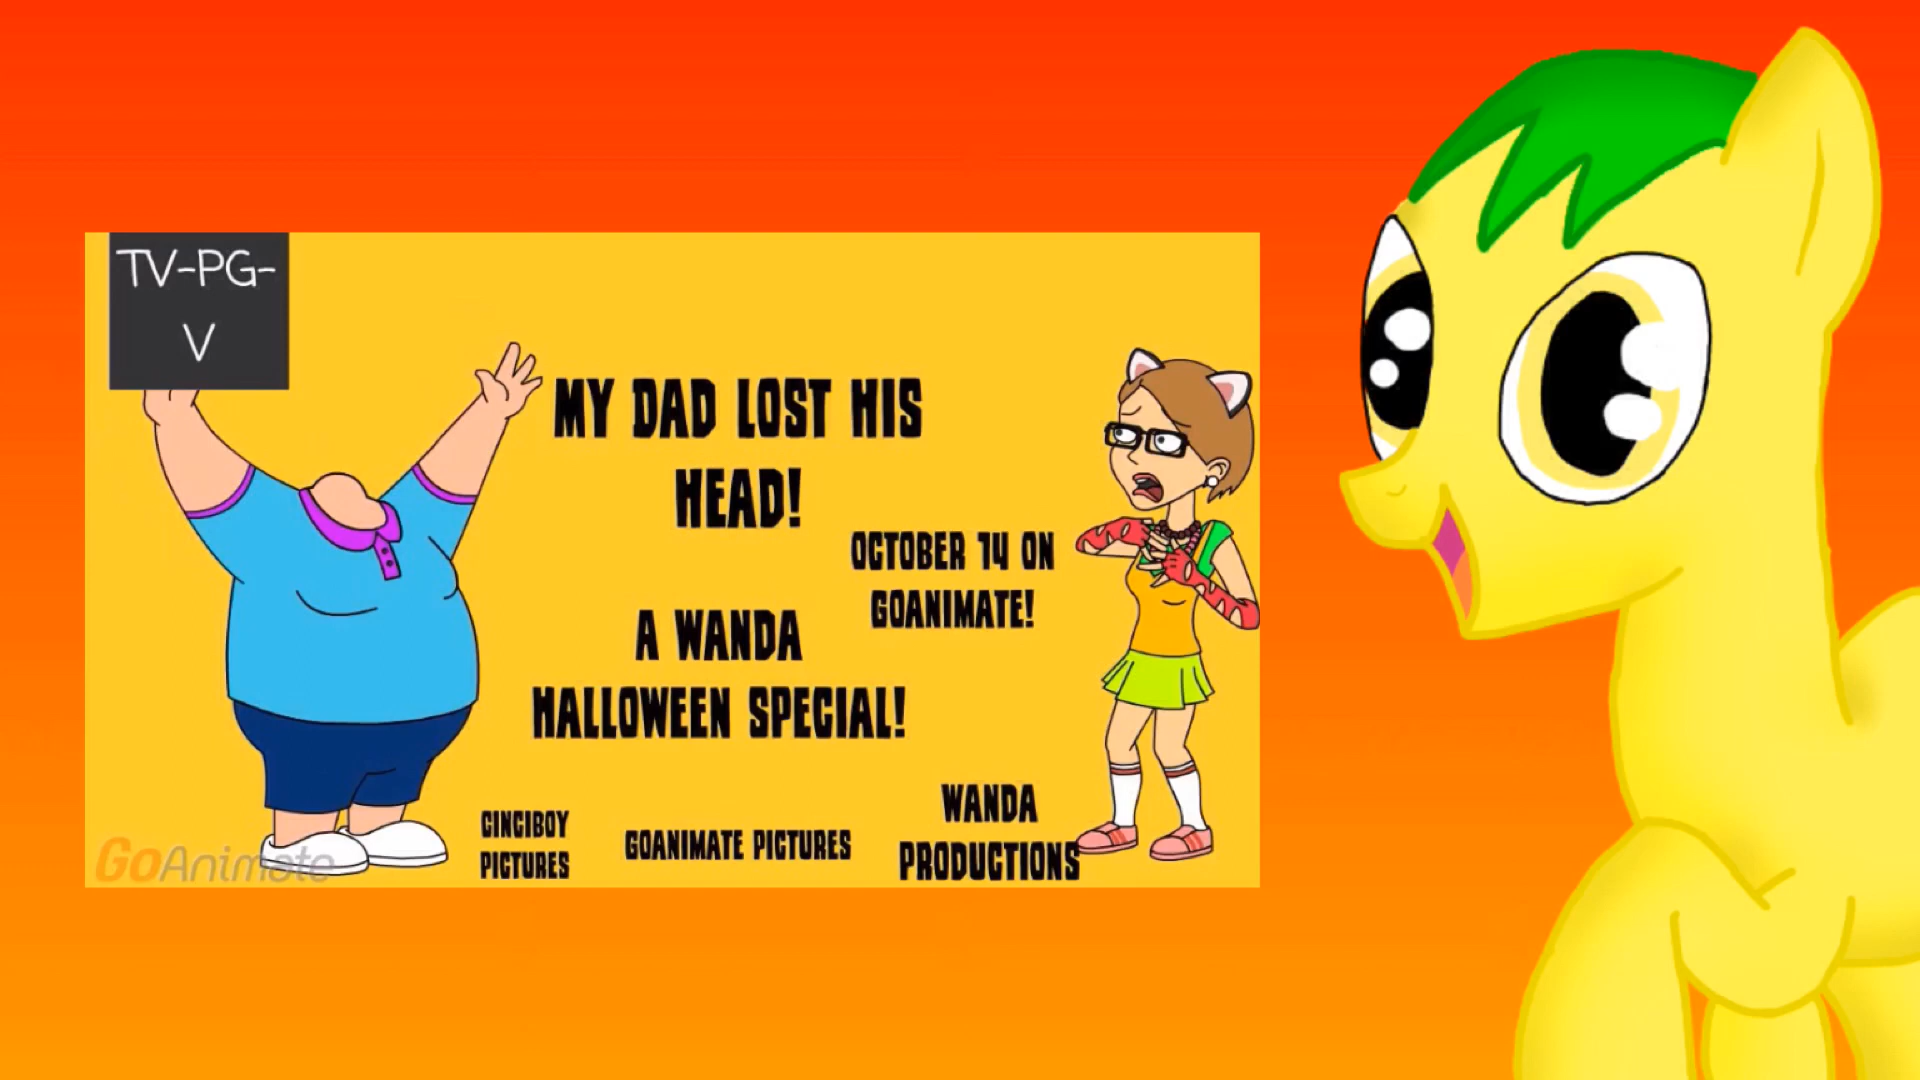 TV-PG-
V
MY DAD LOST HIS
HEAD!
OCTOBER 14 ON
GOANIMATE!
A WANDA
HALLOWEEN SPECIAL!
CINCIBOY
PICTURES
GOANIMATE PICTURES
WANDA
PRODUCTIONS
GoAnimate